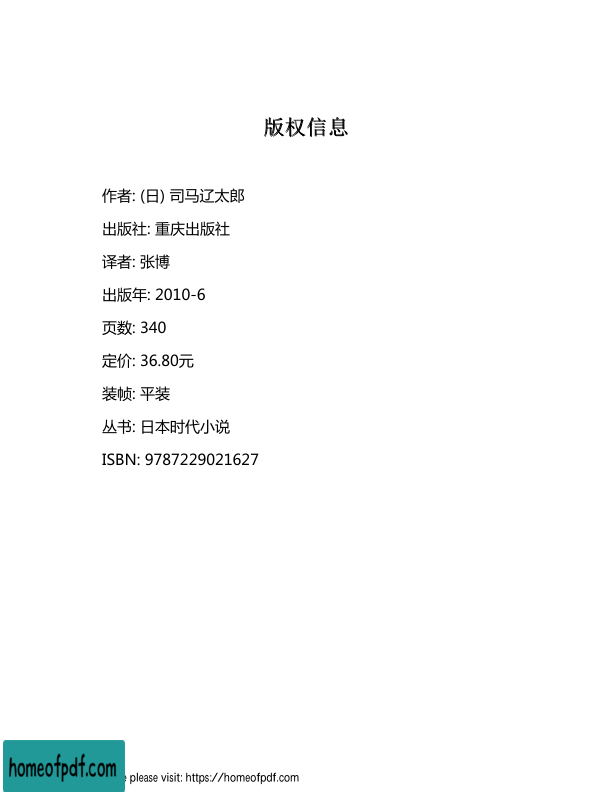 版权信息
作者: (日) 司马辽太郎
出版社: 重庆出版社
译者: 张博
出版年: 2010-6
页数: 340
定价: 36.80元
装帧: 平装
丛书: 日本时代小说
ISBN: 9787229021627
homeofpdf.com
please visit: https://homeofpdf.com